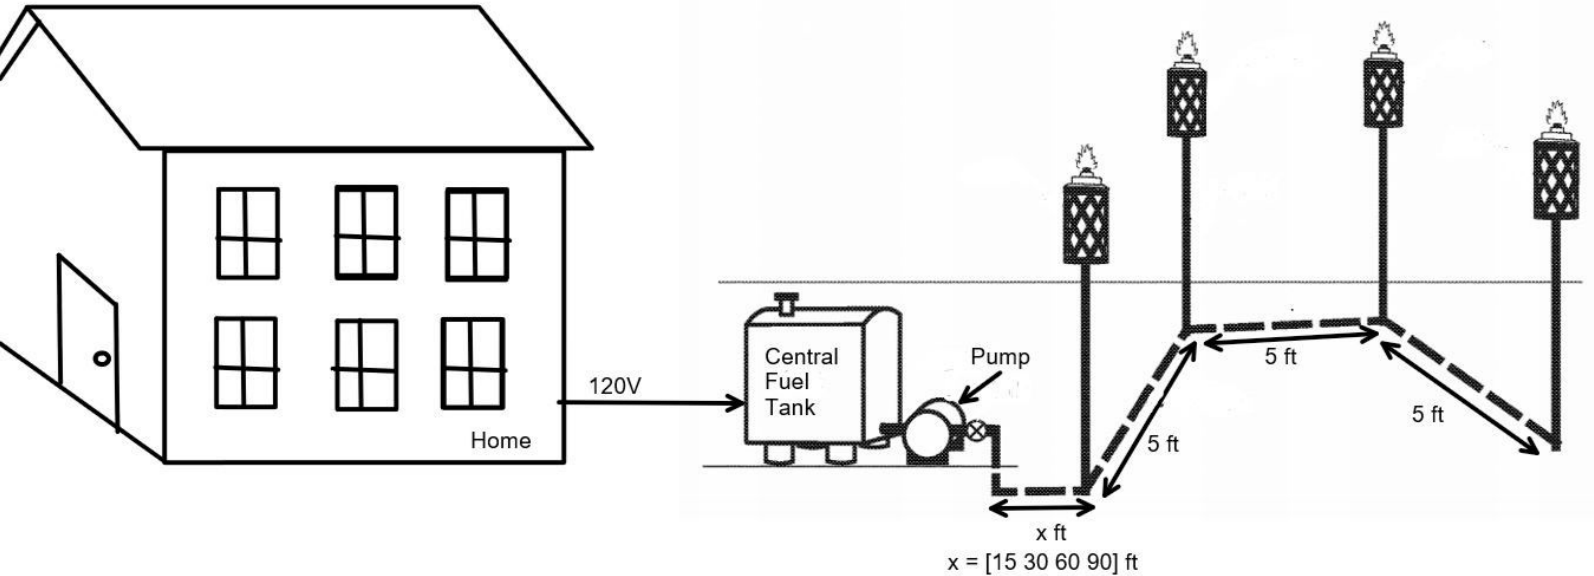 Home
120V
Central
Fuel
Tank
Pump
5 ft
5 ft
5 ft
x ft
x = [15 30 60 90] ft